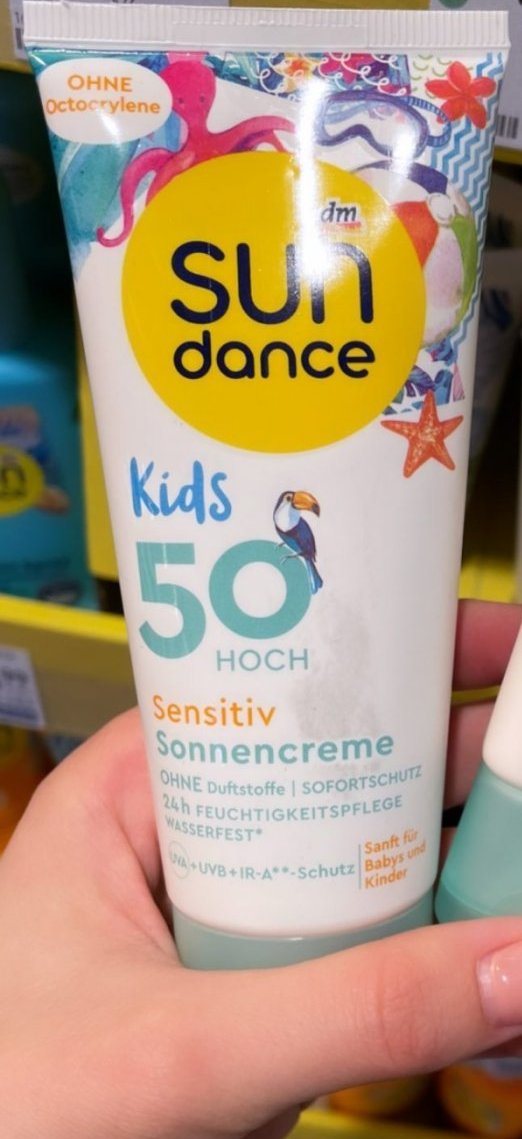 OHNE
Octocrylene
dm
sun
dance
Kids
50
HOCH
Sensitiv
Sonnencreme
OHNE Duftstoffe | SOFORTSCHUTZ
24h FEUCHTIGKEITSPFLEGE
WASSERFEST*
UVA+UVB+IR-A**-Schutz
Sanft für
Babys und
Kinder